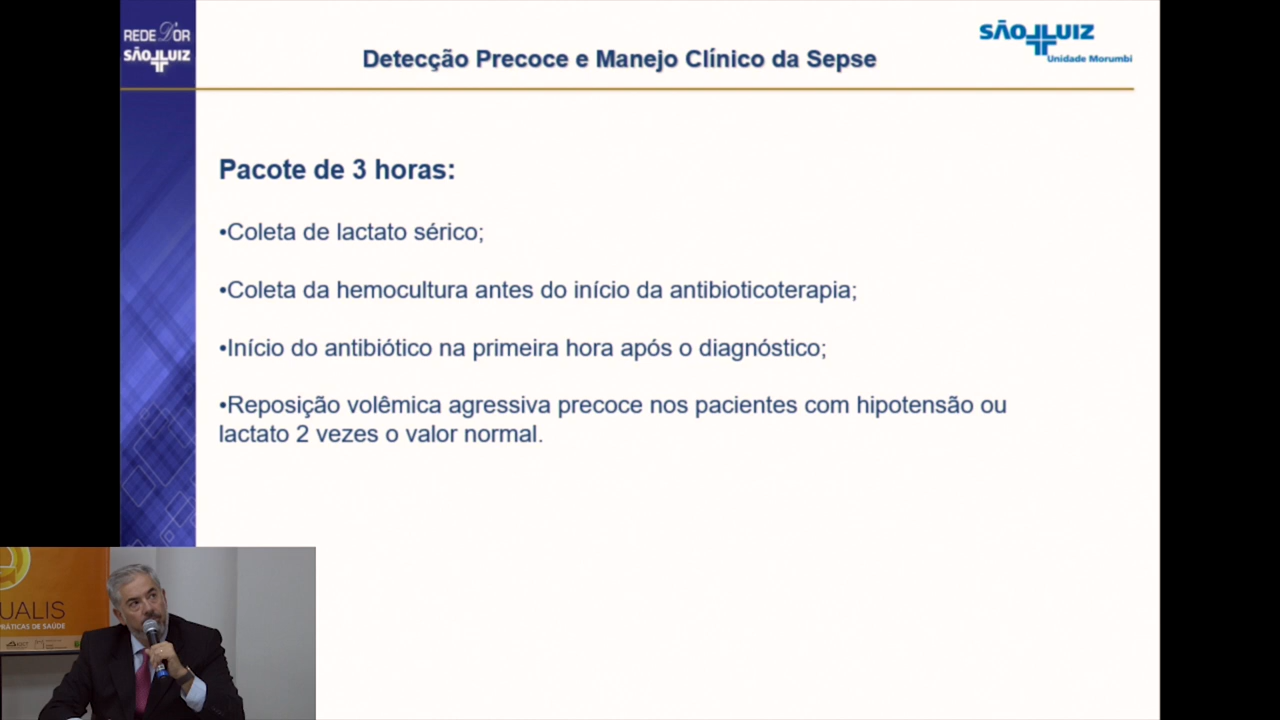 REDE D'OR
SÃO LUIZ
SÃO LUIZ
Unidade Morumbi
Detecção Precoce e Manejo Clínico da Sepse
Pacote de 3 horas:
•Coleta de lactato sérico;
•Coleta da hemocultura antes do início da antibioticoterapia;
•Início do antibiótico na primeira hora após o diagnóstico;
•Reposição volêmica agressiva precoce nos pacientes com hipotensão ou
lactato 2 vezes o valor normal.
UALIS
PRÁTICAS DE SAÚDE